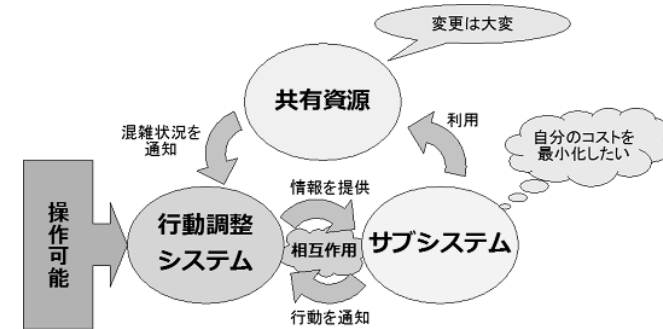 変更は大変
共有資源
混雑状況を
通知
利用
自分のコストを
最小化したい
操作可能
行動調整
システム
情報を提供
相互作用
サブシステム
行動を通知